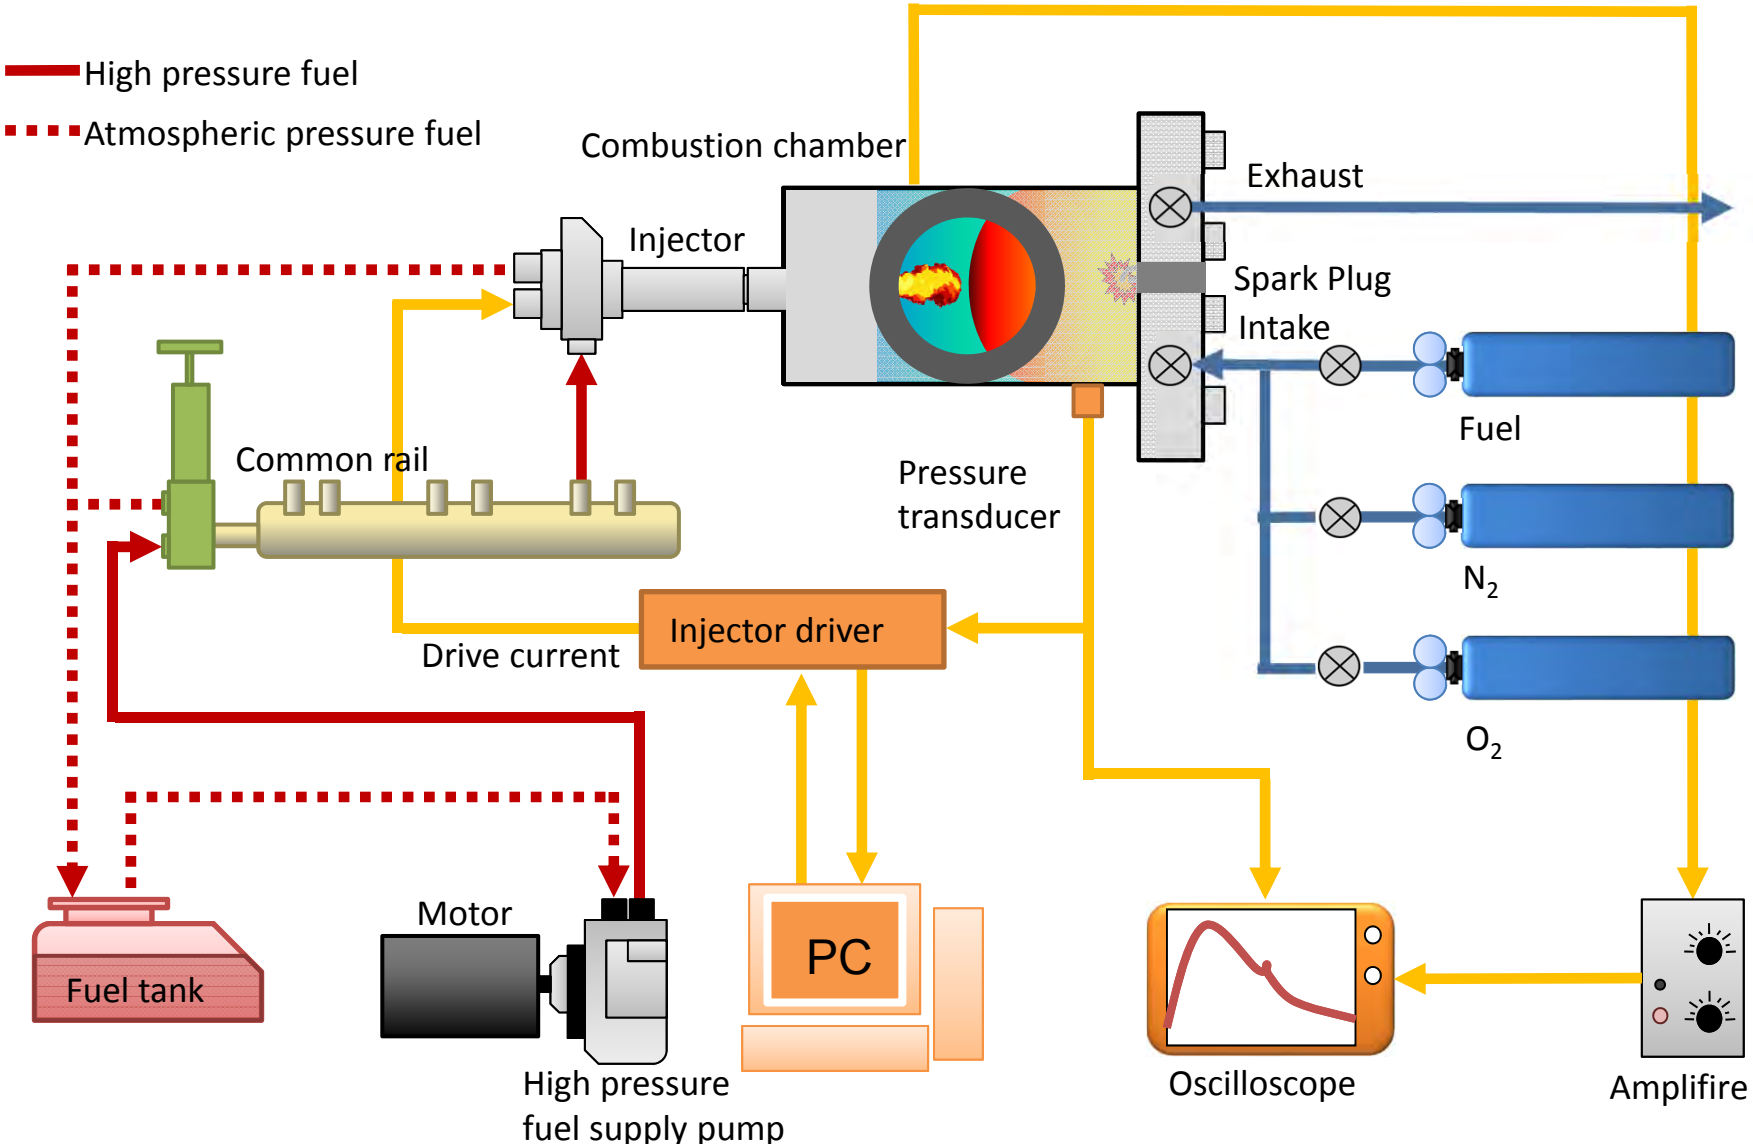 High pressure fuel
Atmospheric pressure fuel
Combustion chamber
Exhaust
Injector
Spark Plug
Intake
Fuel
Common rail
Pressure
transducer
N₂
Injector driver
Drive current
O₂
Motor
PC
Fuel tank
High pressure
fuel supply pump
Oscilloscope
Amplifire